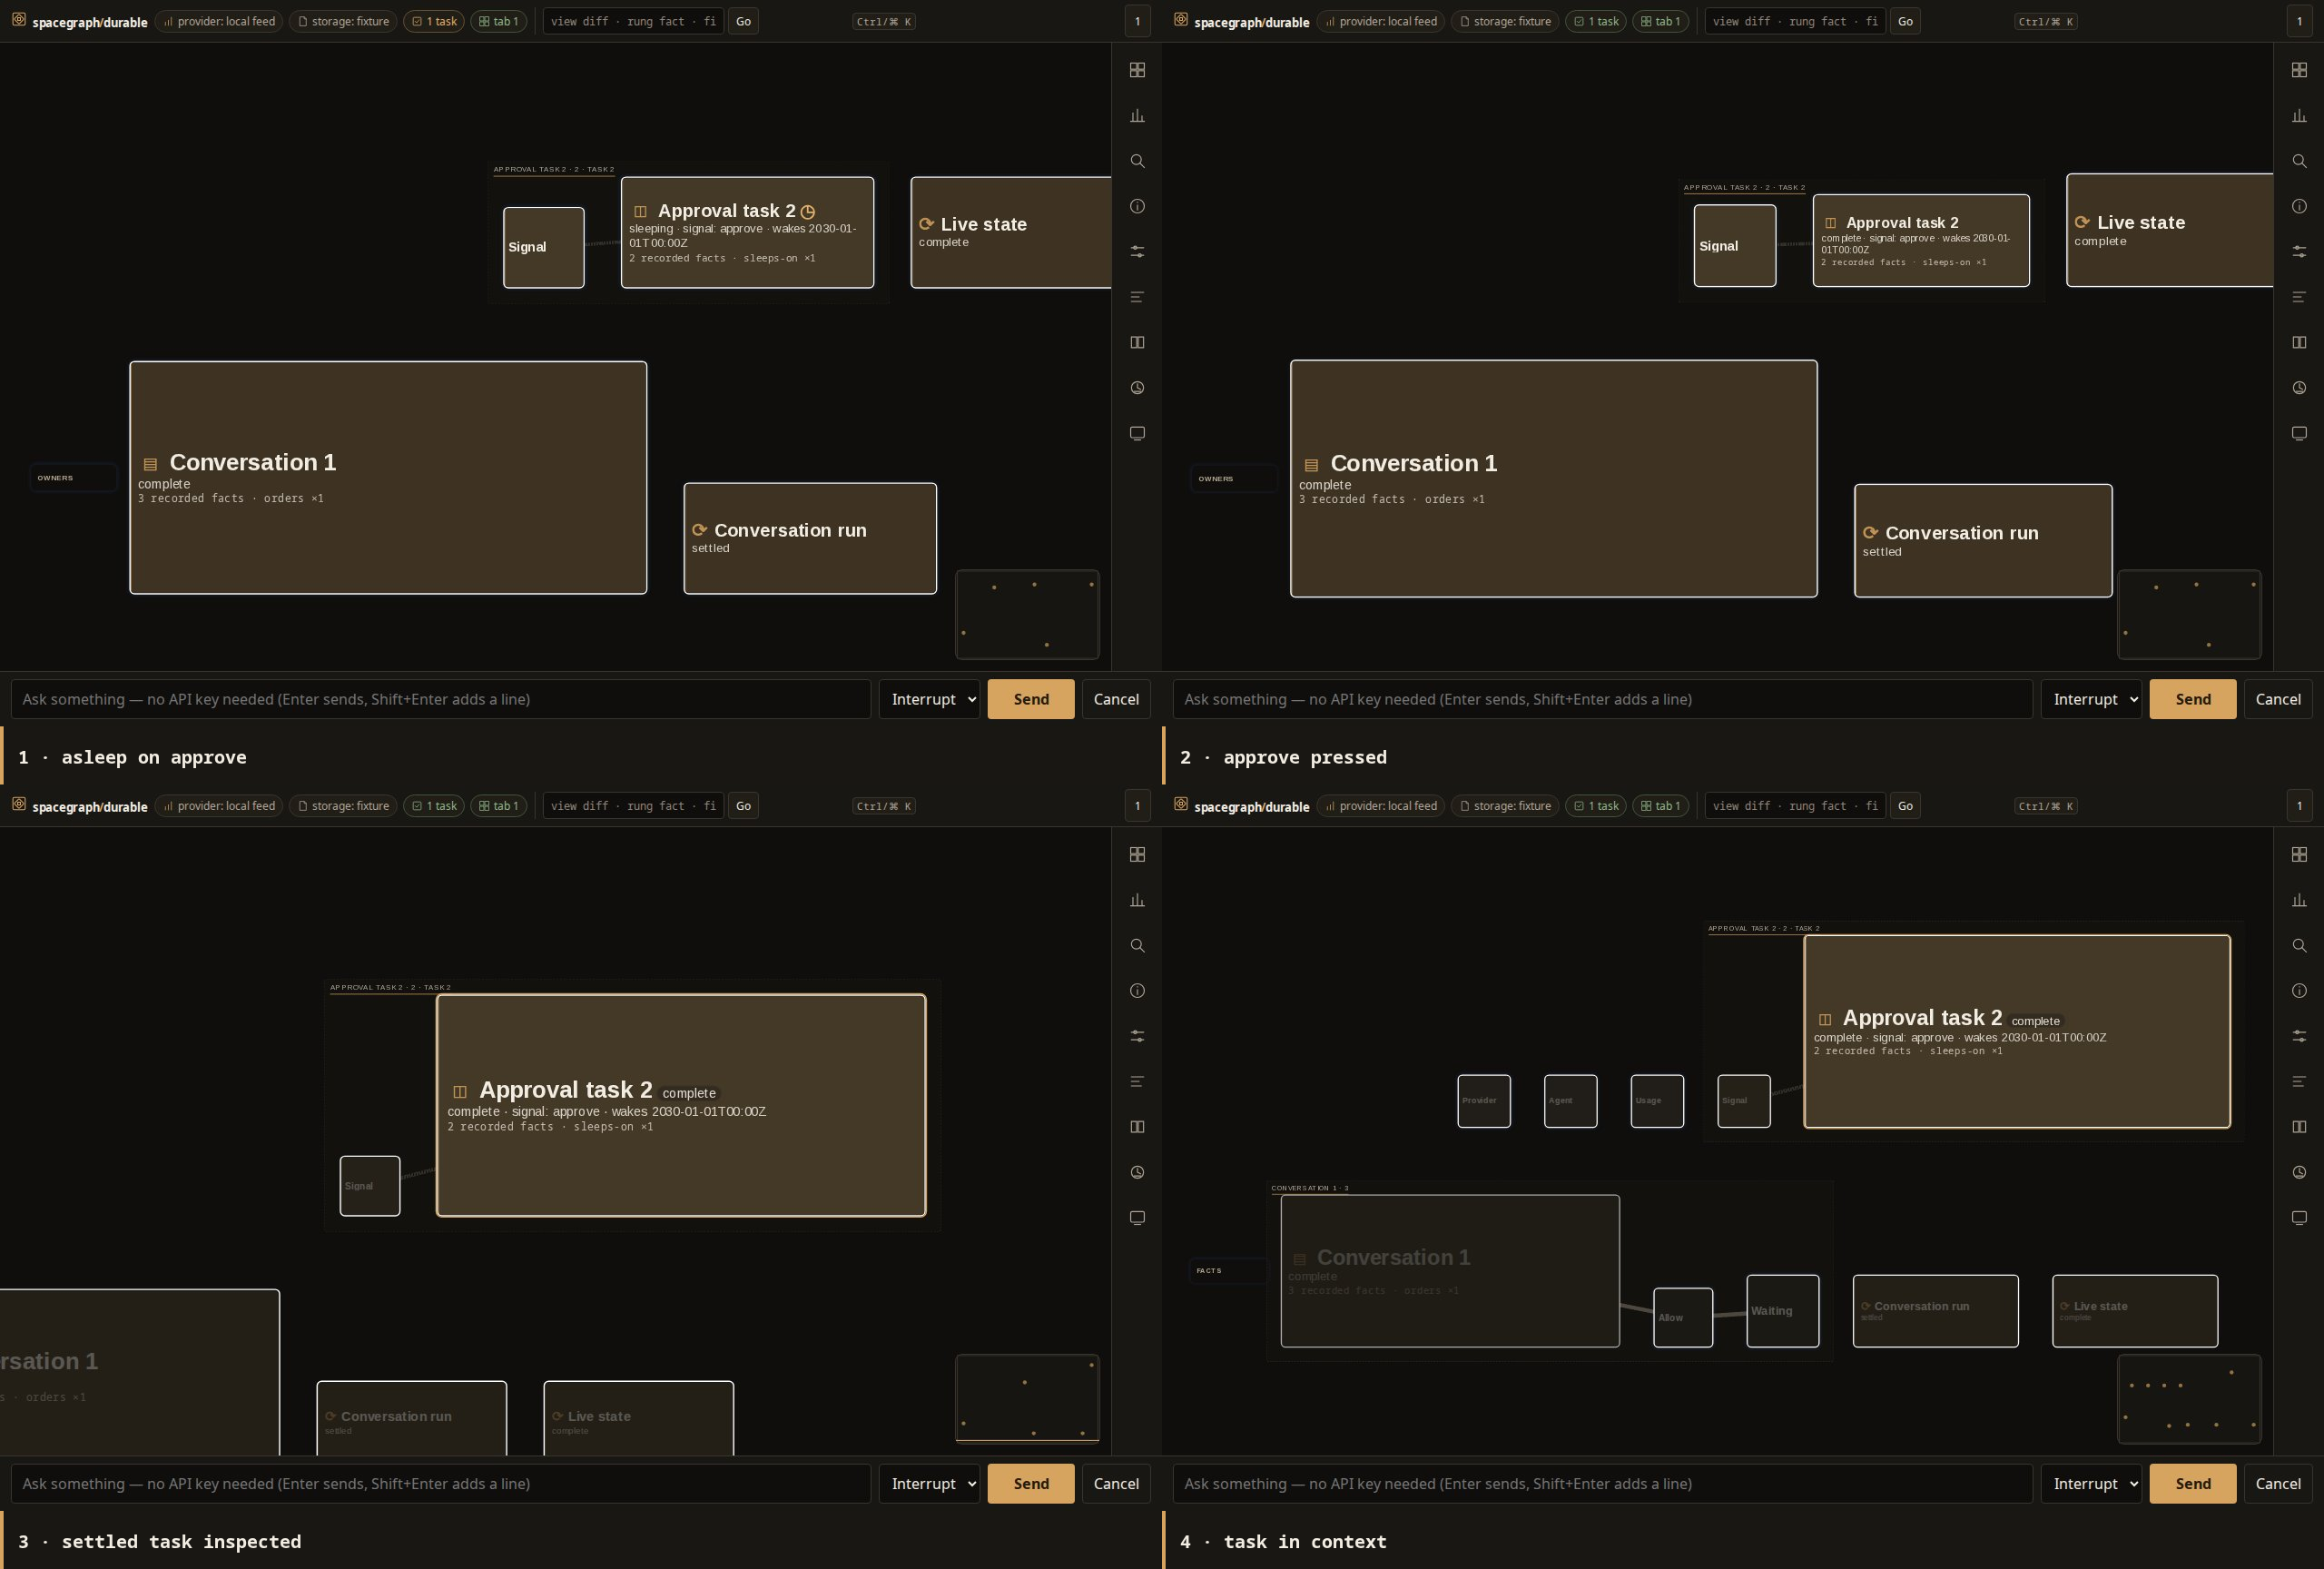 spacegraph/durable provider: local feed storage: fixture 1 task tab 1 view diff · rung fact · fi Go Ctrl/⌘ K 1
APPROVAL TASK 2 · 2 · TASK 2
Signal
Approval task 2
sleeping · signal: approve · wakes 2030-01-
01T00:00Z
2 recorded facts · sleeps-on ×1
Live state
complete
OWNERS
Conversation 1
complete
3 recorded facts · orders ×1
Conversation run
settled
Ask something — no API key needed (Enter sends, Shift+Enter adds a line) Interrupt Send Cancel
1 · asleep on approve
spacegraph/durable provider: local feed storage: fixture 1 task tab 1 view diff · rung fact · fi Go Ctrl/⌘ K 1
APPROVAL TASK 2 · 2 · TASK 2
Signal
Approval task 2
complete · signal: approve · wakes 2030-01-
01T00:00Z
2 recorded facts · sleeps-on ×1
Live state
complete
OWNERS
Conversation 1
complete
3 recorded facts · orders ×1
Conversation run
settled
Ask something — no API key needed (Enter sends, Shift+Enter adds a line) Interrupt Send Cancel
2 · approve pressed
spacegraph/durable provider: local feed storage: fixture 1 task tab 1 view diff · rung fact · fi Go Ctrl/⌘ K 1
APPROVAL TASK 2 · 2 · TASK 2
Approval task 2 complete
complete · signal: approve · wakes 2030-01-01T00:00Z
2 recorded facts · sleeps-on ×1
Signal
rsation 1
s · orders ×1
Conversation run
settled
Live state
complete
Ask something — no API key needed (Enter sends, Shift+Enter adds a line) Interrupt Send Cancel
3 · settled task inspected
spacegraph/durable provider: local feed storage: fixture 1 task tab 1 view diff · rung fact · fi Go Ctrl/⌘ K 1
APPROVAL TASK 2 · 2 · TASK 2
Approval task 2 complete
complete · signal: approve · wakes 2030-01-01T00:00Z
2 recorded facts · sleeps-on ×1
Provider
Agent
Usage
Signal
CONVERSATION 1 · 3
FACTS
Conversation 1
complete
3 recorded facts · orders ×1
Allow
Waiting
Conversation run
settled
Live state
complete
Ask something — no API key needed (Enter sends, Shift+Enter adds a line) Interrupt Send Cancel
4 · task in context